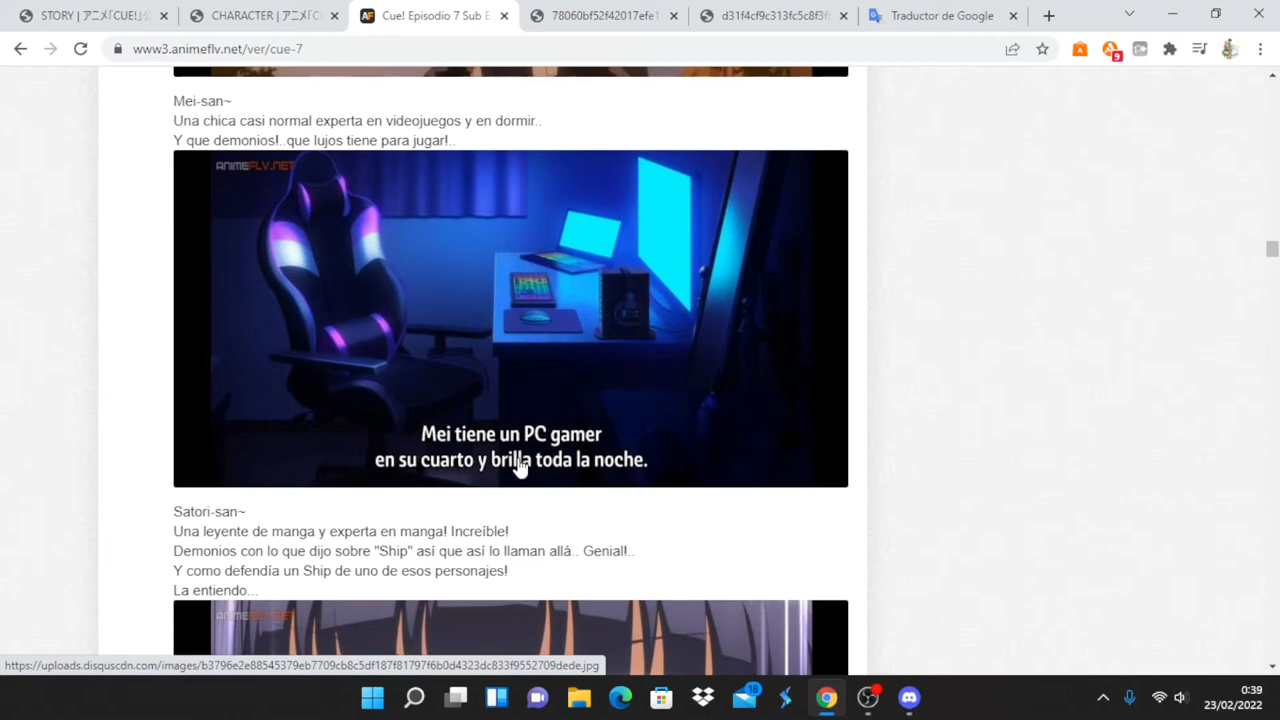 STORY | アニメ『CUE!』公
CHARACTER | アニメ『C
Cue! Episodio 7 Sub E
78060bf52f42017efe1
d31f4cf9c313fc5c8f3f
Traductor de Google
www3.animeflv.net/ver/cue-7
9
Mei-san~
Una chica casi normal experta en videojuegos y en dormir..
Y que demonios!..que lujos tiene para jugar!..
ANIMEFLV.NET
Mei tiene un PC gamer
en su cuarto y brilla toda la noche.
Satori-san~
Una leyente de manga y experta en manga! Increíble!
Demonios con lo que dijo sobre "Ship" así que así lo llaman allá.. Genial!..
Y como defendía un Ship de uno de esos personajes!
La entiendo...
ANIMEFLV.NET
https://uploads.disquscdn.com/images/b3796e2e88545379eb7709cb8c5df187f81797f6b0d4323dc833f9552709dede.jpg
18
0:39
23/02/2022